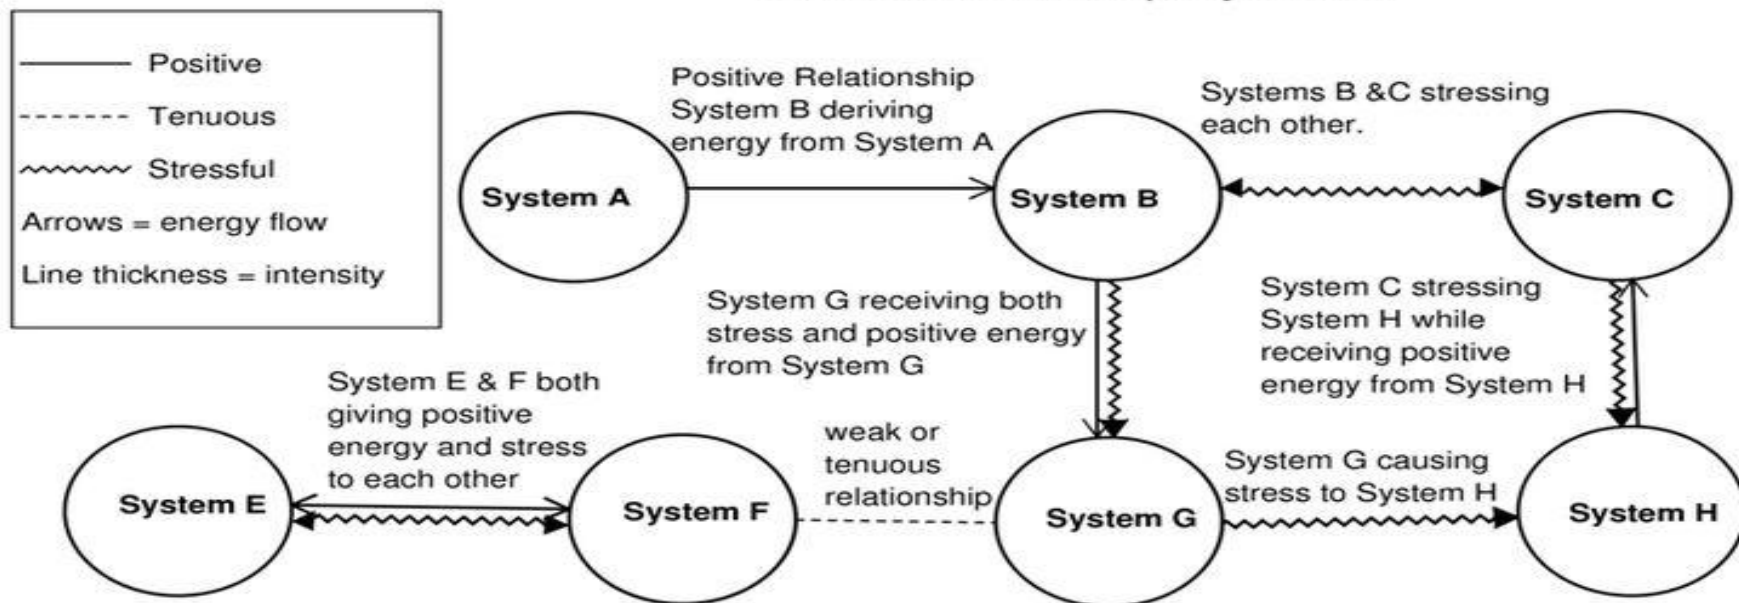 Positive
Tenuous
Stressful
Arrows = energy flow
Line thickness = intensity
Positive Relationship
System B deriving
energy from System A
Systems B &C stressing
each other.
System A
System B
System C
System G receiving both
stress and positive energy
from System G
System C stressing
System H while
receiving positive
energy from System H
System E & F both
giving positive
energy and stress
to each other
weak or
tenuous
relationship
System G causing
stress to System H
System E
System F
System G
System H